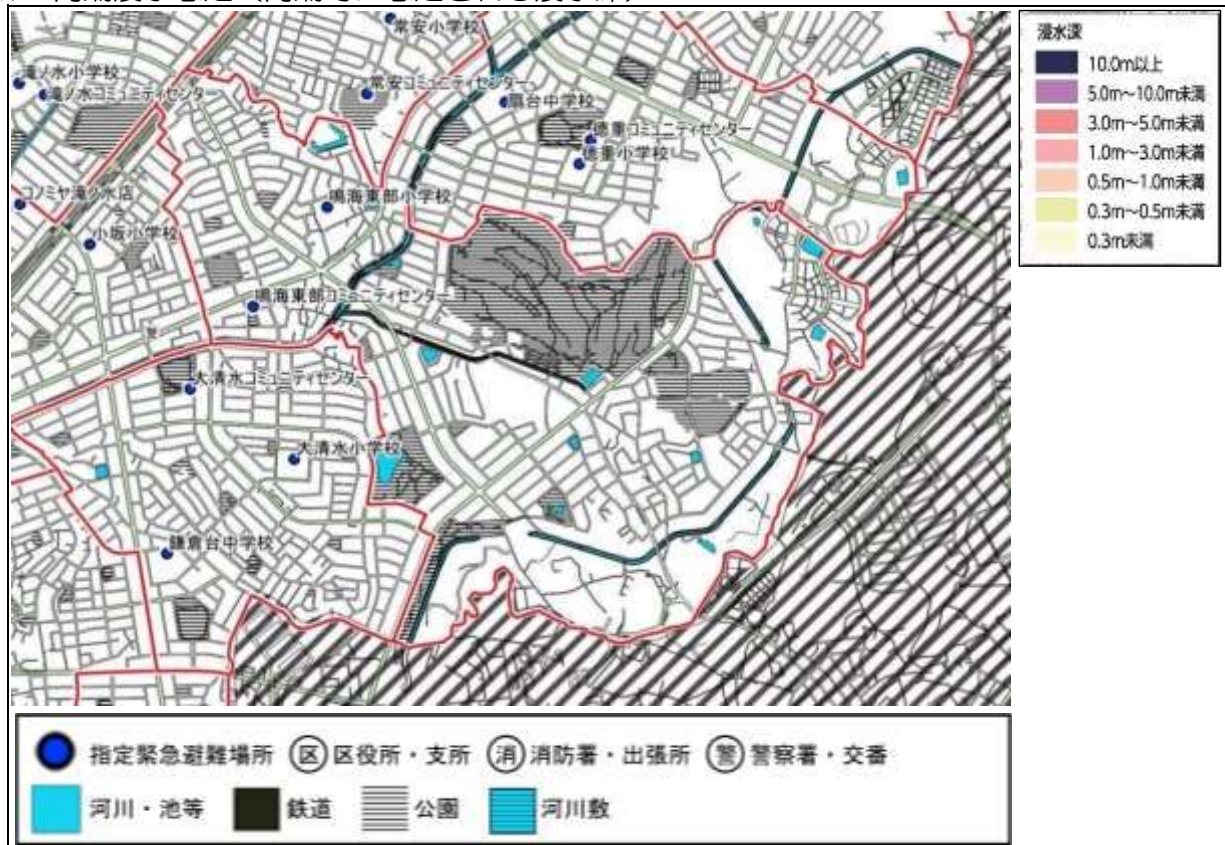 常安小学校
滝ノ水小学校
滝ノ水コミュニティセンター
常安コミュニティセンター
扇台中学校
徳重コミュニティセンター
徳重小学校
コノミヤ滝ノ水店
鳴海東部小学校
小坂小学校
鳴海東部コミュニティセンター
大清水コミュニティセンター
大清水小学校
鎌倉台中学校
浸水深
10.0m以上
5.0m～10.0m未満
3.0m～5.0m未満
1.0m～3.0m未満
0.5m～1.0m未満
0.3m～0.5m未満
0.3m未満
指定緊急避難場所 区 区役所・支所 消 消防署・出張所 警 警察署・交番
河川・池等 鉄道 公園 河川敷